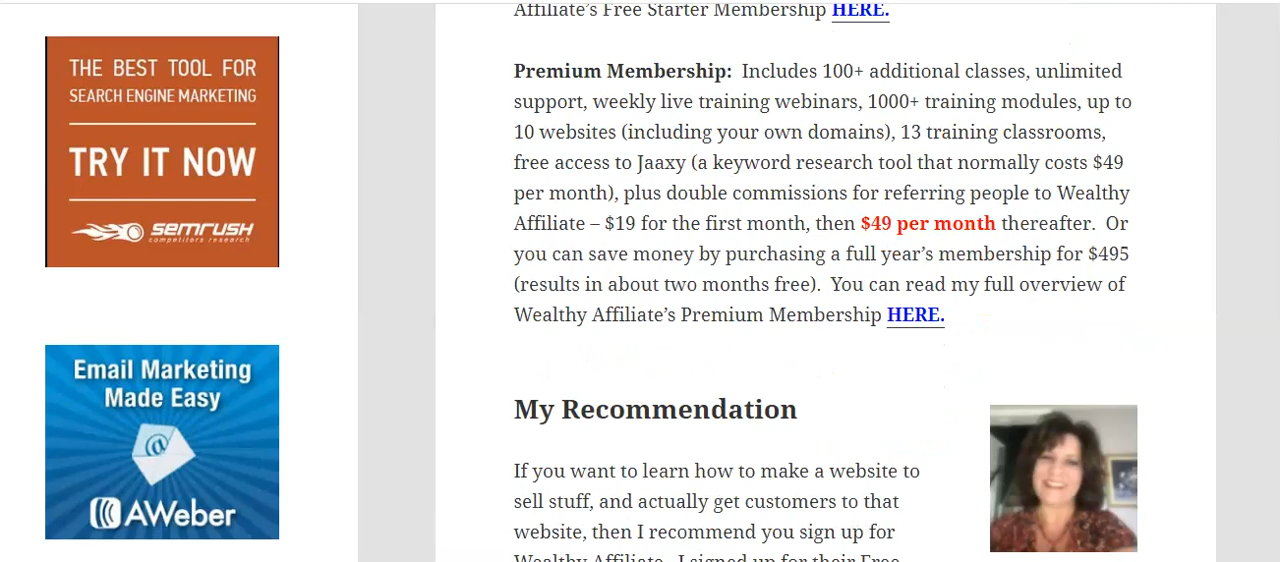 THE BEST TOOL FOR
SEARCH ENGINE MARKETING
TRY IT NOW
SEMRUSH
competitors research
Email Marketing
Made Easy
@
AWeber
Affiliate's Free Starter Membership HERE.
Premium Membership:  Includes 100+ additional classes, unlimited
support, weekly live training webinars, 1000+ training modules, up to
10 websites (including your own domains), 13 training classrooms,
free access to Jaaxy (a keyword research tool that normally costs $49
per month), plus double commissions for referring people to Wealthy
Affiliate – $19 for the first month, then $49 per month thereafter.  Or
you can save money by purchasing a full year's membership for $495
(results in about two months free).  You can read my full overview of
Wealthy Affiliate's Premium Membership HERE.
My Recommendation
If you want to learn how to make a website to
sell stuff, and actually get customers to that
website, then I recommend you sign up for
Wealthy Affiliate.  I signed up for their Free